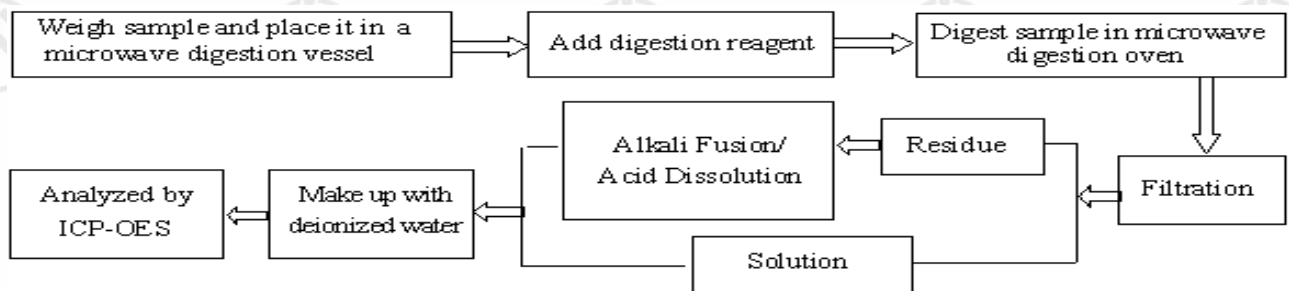 Weigh sample and place it in a
microwave digestion vessel
Add digestion reagent
Digest sample in microwave
digestion oven
Filtration
Residue
Alkali Fusion/
Acid Dissolution
Solution
Make up with
deionized water
Analyzed by
ICP-OES